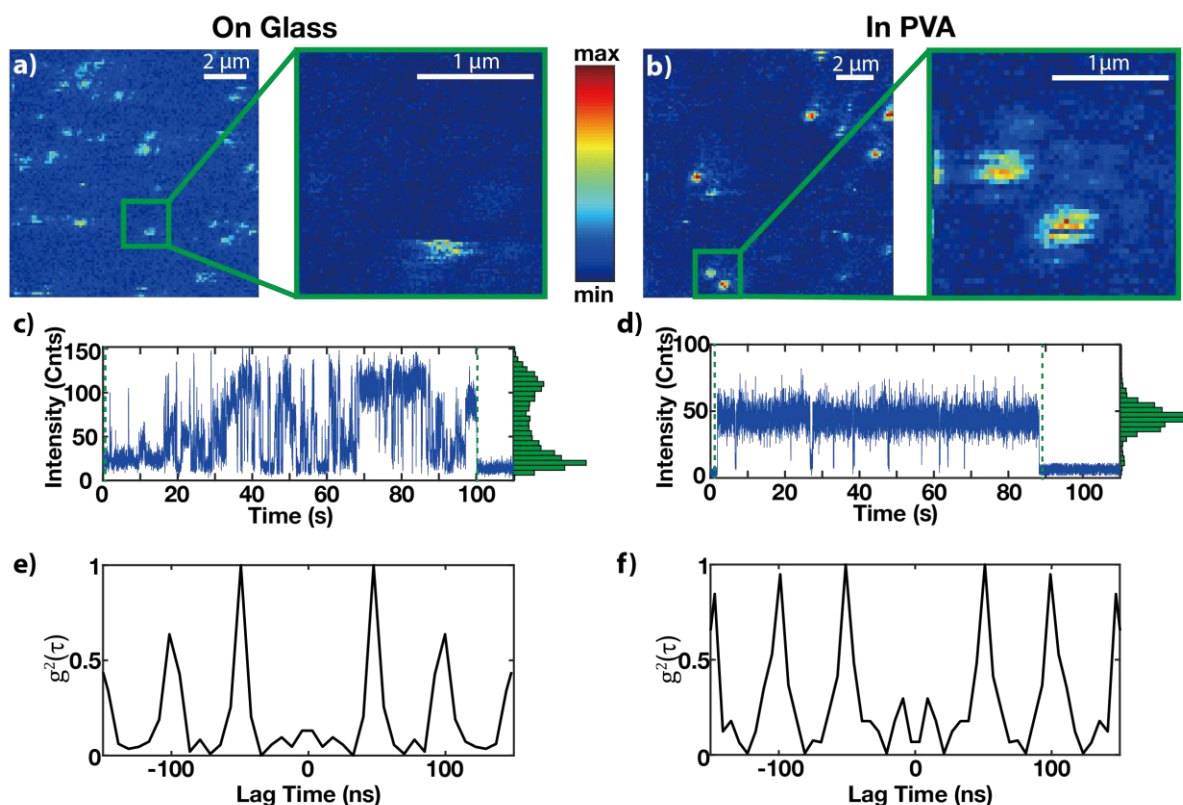 On Glass
In PVA
a)
2 µm
1 µm
max
min
b)
2 µm
1µm
c)
Intensity (Cnts)
150
100
50
0
0 20 40 60 80 100
Time (s)
d)
Intensity (Cnts)
100
50
0
0 20 40 60 80 100
Time (s)
e)
g²(τ)
1
0.5
0
-100 0 100
Lag Time (ns)
f)
g²(τ)
1
0.5
0
-100 0 100
Lag Time (ns)